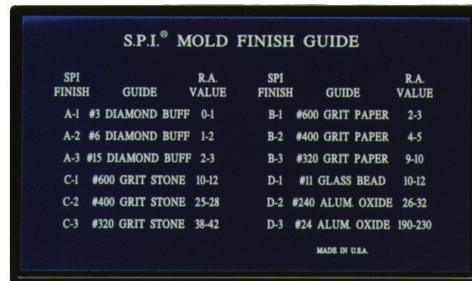 S.P.I.® MOLD FINISH GUIDE
SPI R.A. SPI R.A.
FINISH GUIDE VALUE FINISH GUIDE VALUE
A-1 #3 DIAMOND BUFF 0-1 B-1 #600 GRIT PAPER 2-3
A-2 #6 DIAMOND BUFF 1-2 B-2 #400 GRIT PAPER 4-5
A-3 #15 DIAMOND BUFF 2-3 B-3 #320 GRIT PAPER 9-10
C-1 #600 GRIT STONE 10-12 D-1 #11 GLASS BEAD 10-12
C-2 #400 GRIT STONE 25-28 D-2 #240 ALUM. OXIDE 26-32
C-3 #320 GRIT STONE 38-42 D-3 #24 ALUM. OXIDE 190-230
MADE IN U.S.A.